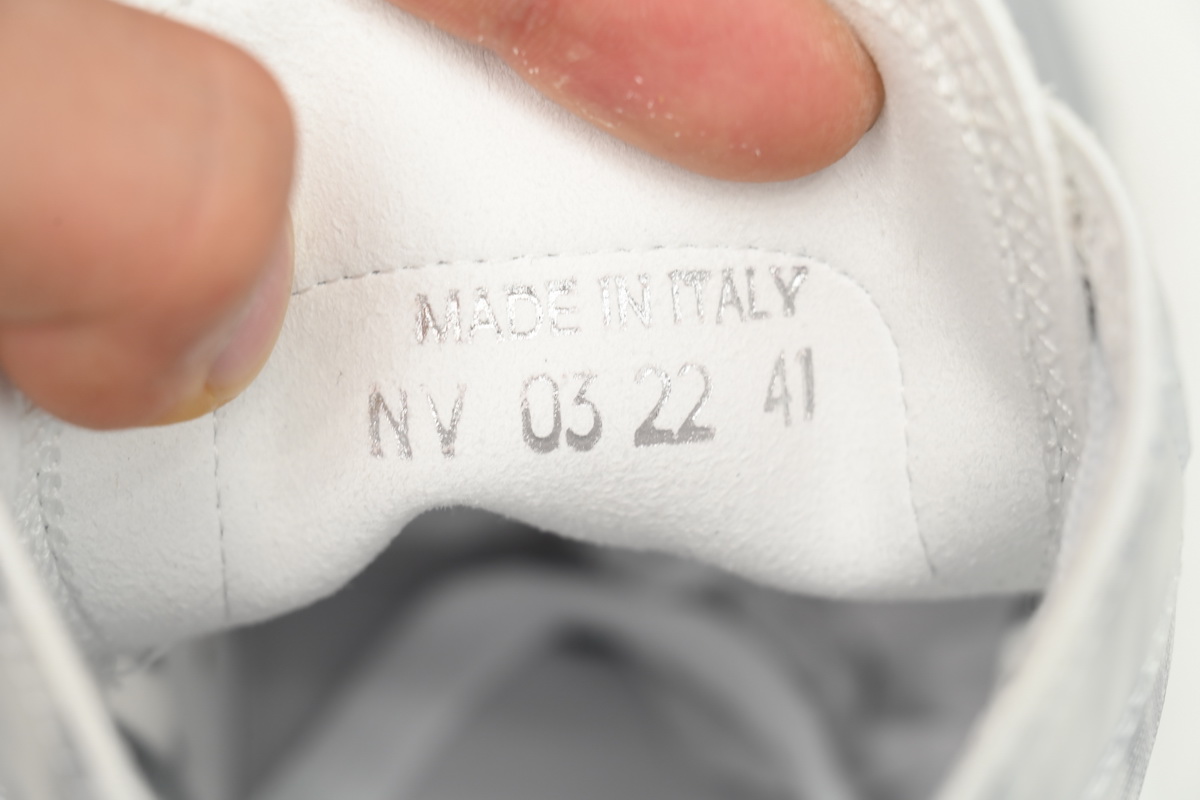 MADE IN ITALY
NV 03 22 41